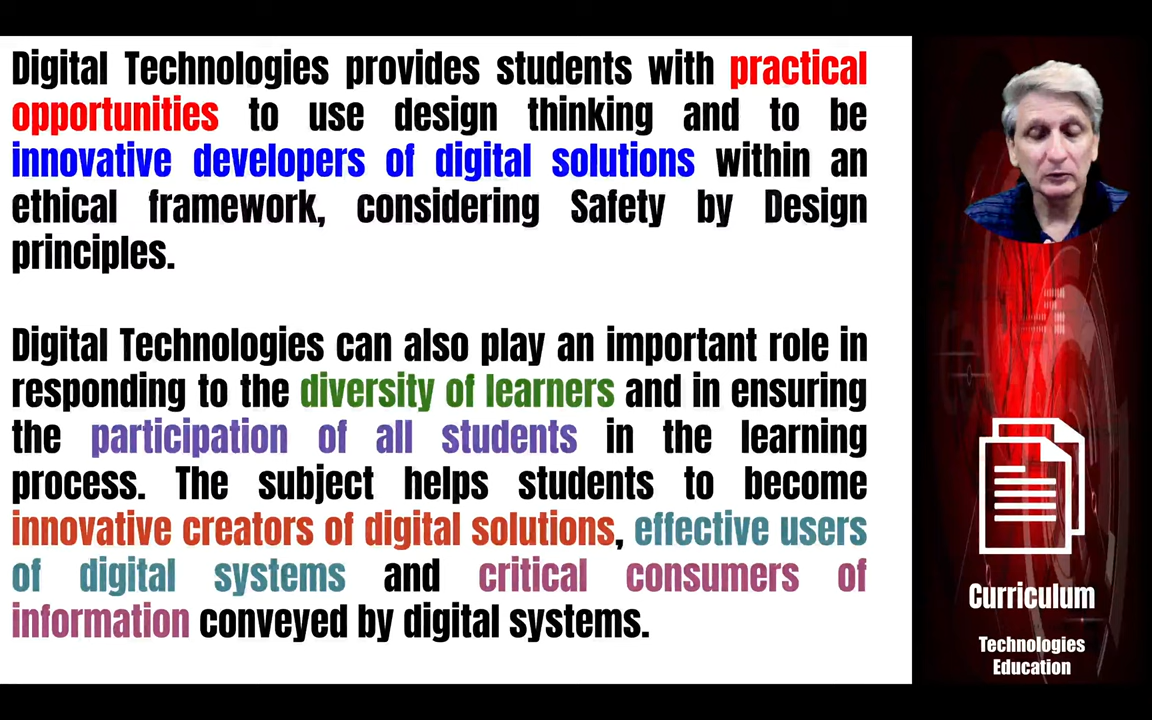 Digital Technologies provides students with practical
opportunities to use design thinking and to be
innovative developers of digital solutions within an
ethical framework, considering Safety by Design
principles.
Digital Technologies can also play an important role in
responding to the diversity of learners and in ensuring
the participation of all students in the learning
process. The subject helps students to become
innovative creators of digital solutions, effective users
of digital systems and critical consumers of
information conveyed by digital systems.
Curriculum
Technologies
Education